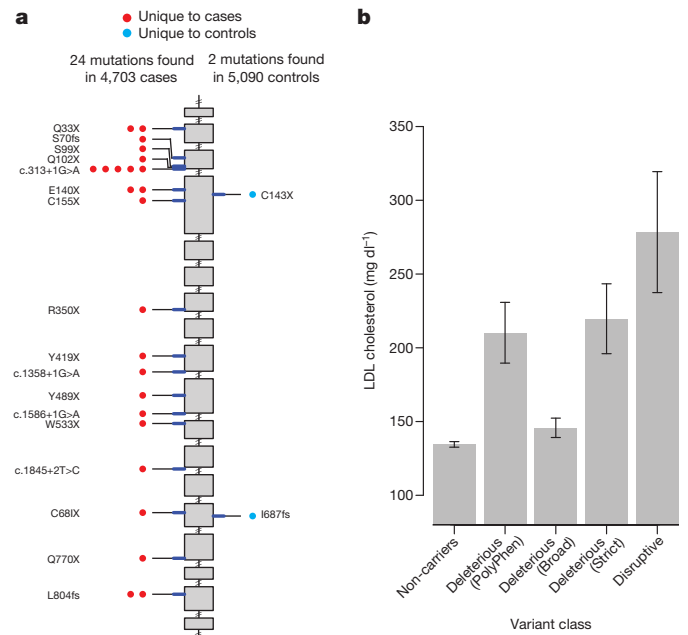 a
Unique to cases
Unique to controls
24 mutations found
in 4,703 cases
2 mutations found
in 5,090 controls
Q33X
S70fs
S99X
Q102X
c.313+1G>A
E140X
C155X
C143X
R350X
Y419X
c.1358+1G>A
Y489X
c.1586+1G>A
W533X
c.1845+2T>C
C68IX
I687fs
Q770X
L804fs
b
350
300
250
200
150
100
LDL cholesterol (mg dl⁻¹)
Non-carriers
Deleterious
(PolyPhen)
Deleterious
(Broad)
Deleterious
(Strict)
Disruptive
Variant class